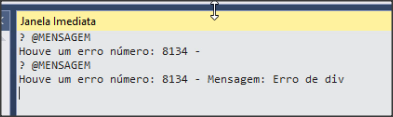 Janela Imediata
? @MENSAGEM
Houve um erro número: 8134 -
? @MENSAGEM
Houve um erro número: 8134 - Mensagem: Erro de div